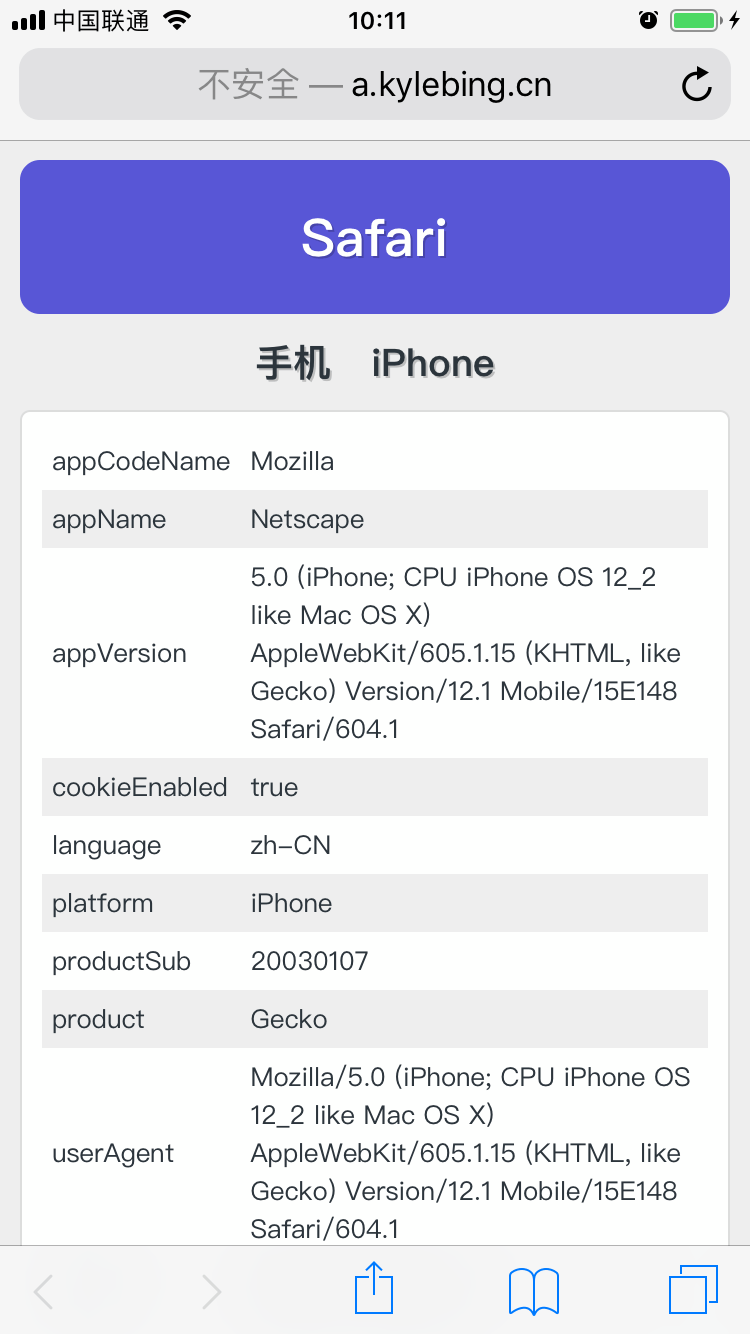 中国联通 10:11
不安全 — a.kylebing.cn
Safari
手机 iPhone
appCodeName Mozilla
appName Netscape
appVersion 5.0 (iPhone; CPU iPhone OS 12_2
like Mac OS X)
AppleWebKit/605.1.15 (KHTML, like
Gecko) Version/12.1 Mobile/15E148
Safari/604.1
cookieEnabled true
language zh-CN
platform iPhone
productSub 20030107
product Gecko
userAgent Mozilla/5.0 (iPhone; CPU iPhone OS
12_2 like Mac OS X)
AppleWebKit/605.1.15 (KHTML, like
Gecko) Version/12.1 Mobile/15E148
Safari/604.1